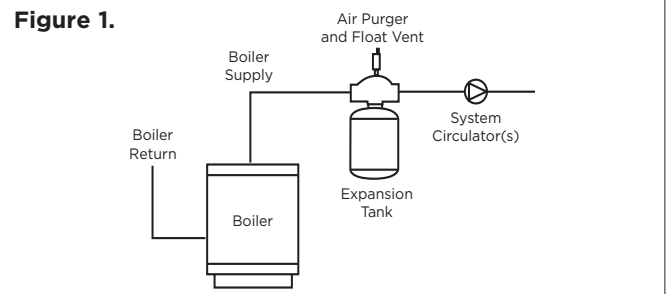 Figure 1.
Air Purger
and Float Vent
Boiler
Supply
System
Circulator(s)
Boiler
Return
Expansion
Tank
Boiler